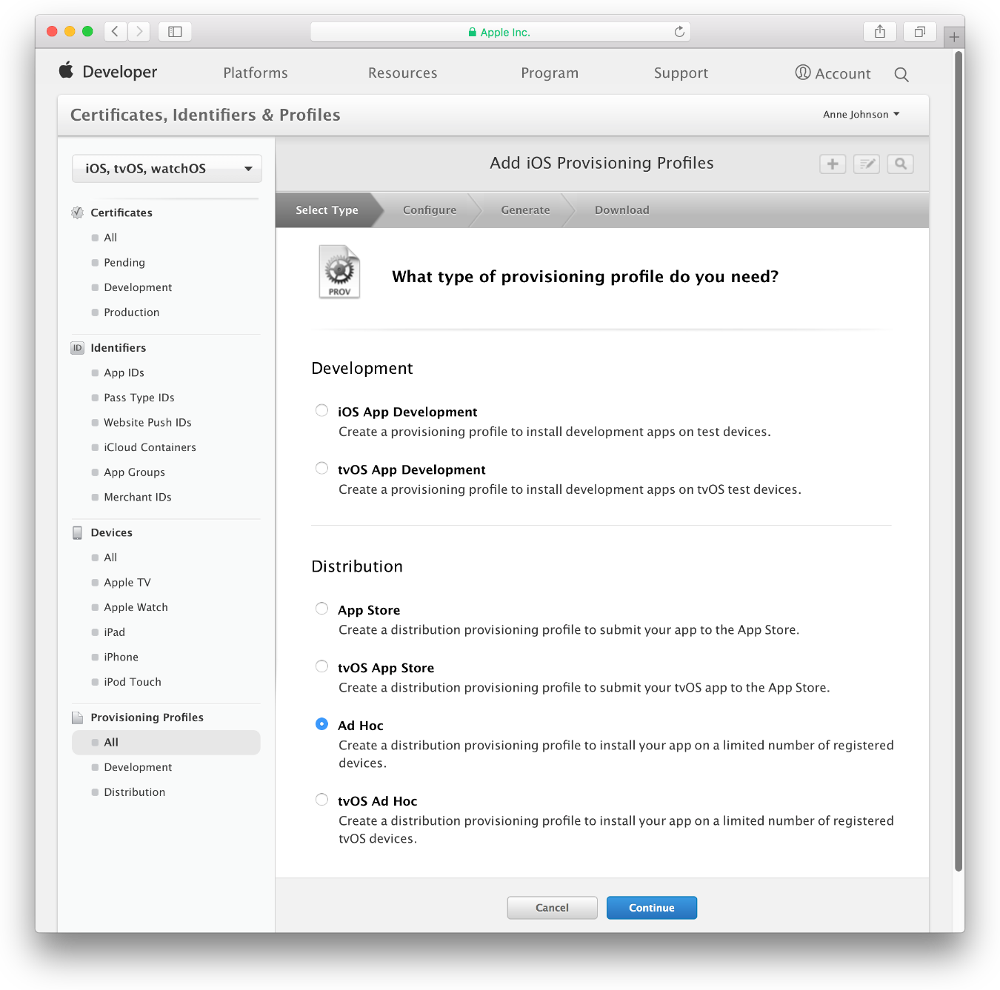 Apple Inc.
Developer
Platforms
Resources
Program
Support
Account
Certificates, Identifiers & Profiles
Anne Johnson
iOS, tvOS, watchOS
Certificates
All
Pending
Development
Production
ID
Identifiers
App IDs
Pass Type IDs
Website Push IDs
iCloud Containers
App Groups
Merchant IDs
Devices
All
Apple TV
Apple Watch
iPad
iPhone
iPod Touch
Provisioning Profiles
All
Development
Distribution
Add iOS Provisioning Profiles
Select Type
Configure
Generate
Download
PROV
What type of provisioning profile do you need?
Development
iOS App Development
Create a provisioning profile to install development apps on test devices.
tvOS App Development
Create a provisioning profile to install development apps on tvOS test devices.
Distribution
App Store
Create a distribution provisioning profile to submit your app to the App Store.
tvOS App Store
Create a distribution provisioning profile to submit your tvOS app to the App Store.
Ad Hoc
Create a distribution provisioning profile to install your app on a limited number of registered
devices.
tvOS Ad Hoc
Create a distribution provisioning profile to install your app on a limited number of registered
tvOS devices.
Cancel
Continue